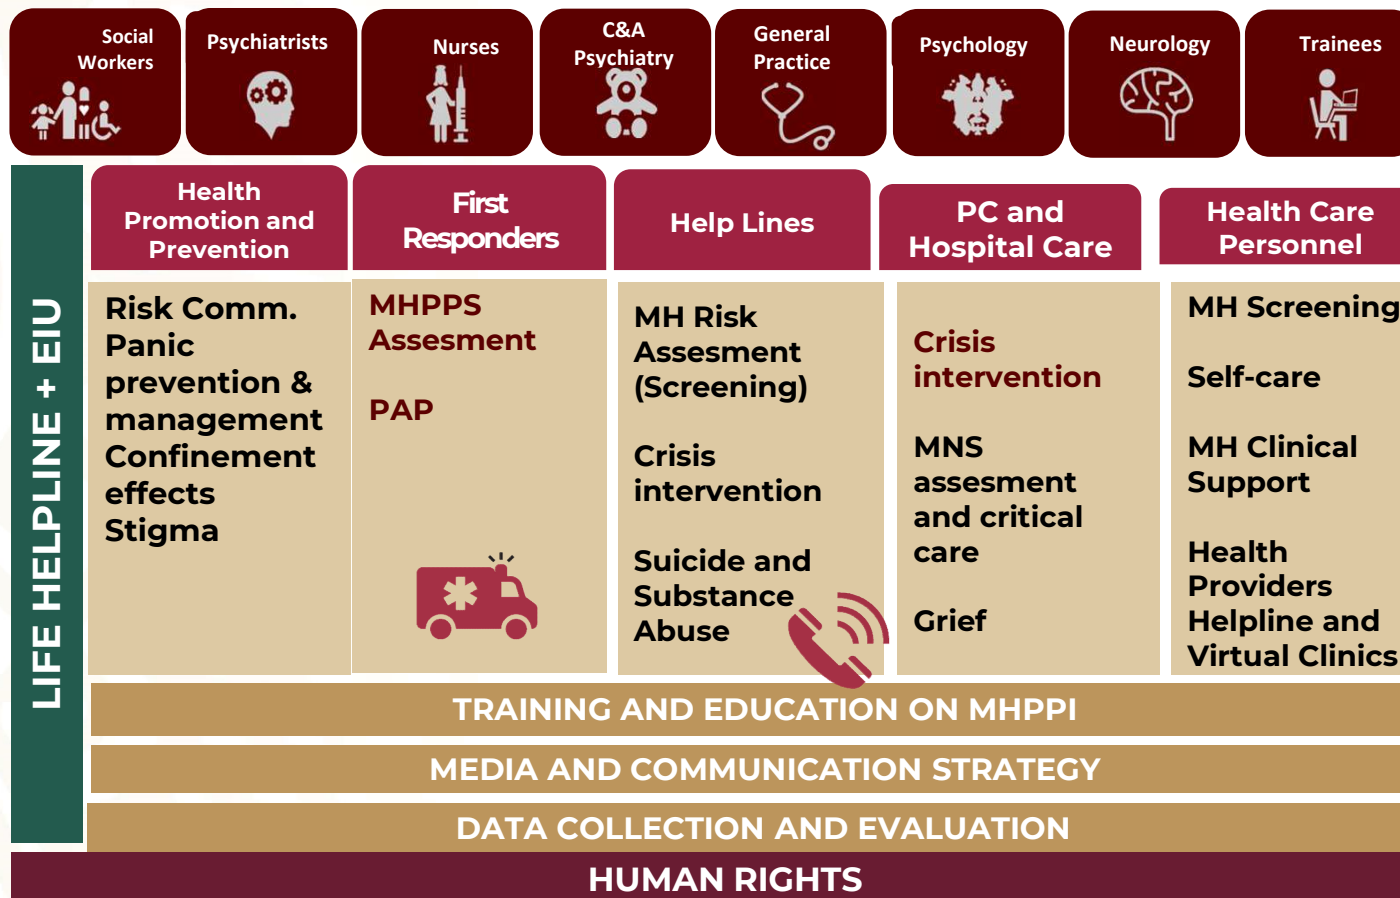 Social
Workers
Psychiatrists
Nurses
C&A
Psychiatry
General
Practice
Psychology
Neurology
Trainees
LIFE HELPLINE + EIU
Health
Promotion and
Prevention
First
Responders
Help Lines
PC and
Hospital Care
Health Care
Personnel
Risk Comm.
Panic
prevention &
management
Confinement
effects
Stigma
MHPPS
Assesment
PAP
MH Risk
Assesment
(Screening)
Crisis
intervention
Suicide and
Substance
Abuse
Crisis
intervention
MNS
assesment
and critical
care
Grief
MH Screening
Self-care
MH Clinical
Support
Health
Providers
Helpline and
Virtual Clinics
TRAINING AND EDUCATION ON MHPPI
MEDIA AND COMMUNICATION STRATEGY
DATA COLLECTION AND EVALUATION
HUMAN RIGHTS